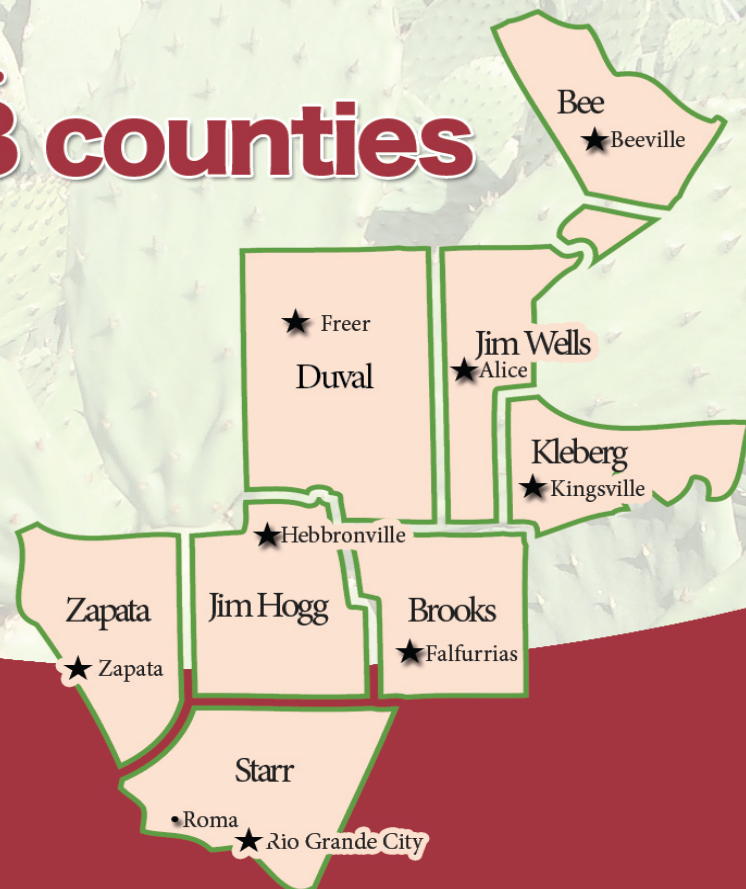 counties
Bee
Beeville
Freer
Duval
Jim Wells
Alice
Kleberg
Kingsville
Hebbronville
Zapata
Jim Hogg
Brooks
Zapata
Falfurrias
Starr
Roma
Rio Grande City